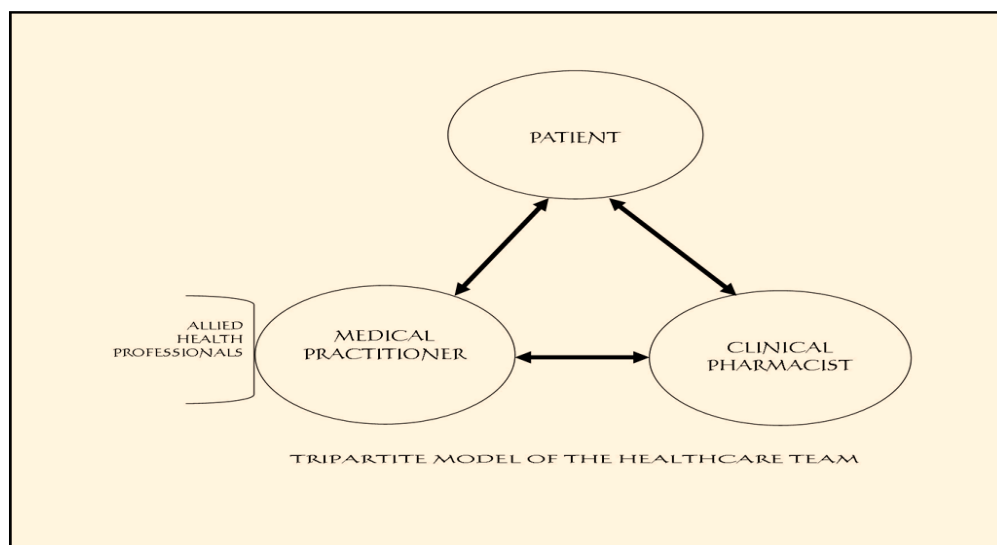 PATIENT
ALLIED
HEALTH
PROFESSIONALS
MEDICAL
PRACTITIONER
CLINICAL
PHARMACIST
TRIPARTITE MODEL OF THE HEALTHCARE TEAM